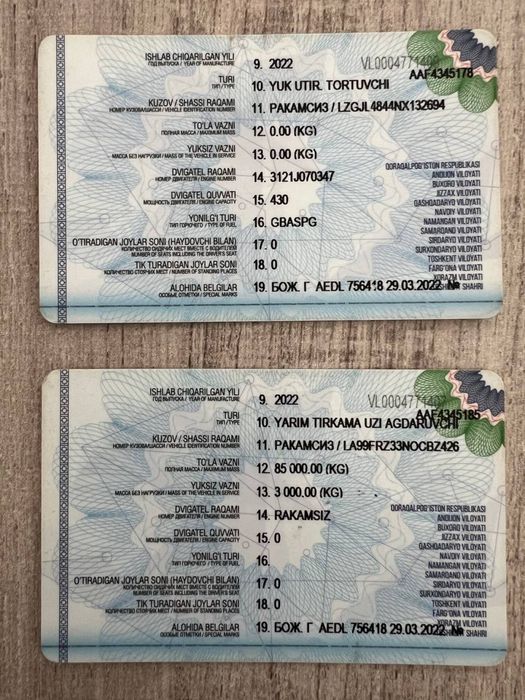 ISHLAB CHIQARILGAN YILI
ГОД ВЫПУСКА / YEAR OF MANUFACTURE
9. 2022
VL0004771408
AAF4345178
TURI
ТИП / TYPE
10. YUK UTIR. TORTUVCHI
KUZOV / SHASSI RAQAMI
НОМЕР КУЗОВА/ШАССИ / VEHICLE IDENTIFICATION NUMBER
11. РАКАМСИЗ / LZGJL4844NX132694
TO'LA VAZNI
ПОЛНАЯ МАССА / MAXIMUM MASS
12. 0.00 (KG)
YUKSIZ VAZNI
МАССА БЕЗ НАГРУЗКИ / MASS OF THE VEHICLE IN SERVICE
13. 0.00 (KG)
DVIGATEL RAQAMI
НОМЕР ДВИГАТЕЛЯ / ENGINE NUMBER
14. 3121J070347
DVIGATEL QUVVATI
МОЩНОСТЬ ДВИГАТЕЛЯ / ENGINE CAPACITY
15. 430
YONILG'I TURI
ТИП ГОРЮЧЕГО / TYPE OF FUEL
16. GBASPG
O'TIRADIGAN JOYLAR SONI (HAYDOVCHI BILAN)
КОЛИЧЕСТВО СИДЯЧИХ МЕСТ ВМЕСТЕ С ВОДИТЕЛЕМ
NUMBER OF SEATS INCLUDING THE DRIVER'S SEAT
17. 0
TIK TURADIGAN JOYLAR SONI
КОЛИЧЕСТВО СТОЯЧИХ МЕСТ / NUMBER OF STANDING PLACES
18. 0
ALOHIDA BELGILAR
ОСОБЫЕ ОТМЕТКИ / SPECIAL MARKS
19. БОЖ. Г AEDL 756418 29.03.2022 №
QORAQALPOG'ISTON RESPUBLIKASI
ANDIJON VILOYATI
BUXORO VILOYATI
JIZZAX VILOYATI
QASHQADARYO VILOYATI
NAVOIY VILOYATI
NAMANGAN VILOYATI
SAMARQAND VILOYATI
SIRDARYO VILOYATI
SURXONDARYO VILOYATI
TOSHKENT VILOYATI
FARG'ONA VILOYATI
XORAZM VILOYATI
TOSHKENT SHAHRI
ISHLAB CHIQARILGAN YILI
ГОД ВЫПУСКА / YEAR OF MANUFACTURE
9. 2022
AAF4345185
TURI
ТИП / TYPE
10. YARIM TIRKAMA UZI AGDARUVCHI
KUZOV / SHASSI RAQAMI
НОМЕР КУЗОВА/ШАССИ / VEHICLE IDENTIFICATION NUMBER
11. РАКАМСИЗ / LA99FRZ33NOCBZ426
TO'LA VAZNI
ПОЛНАЯ МАССА / MAXIMUM MASS
12. 85 000.00 (KG)
YUKSIZ VAZNI
МАССА БЕЗ НАГРУЗКИ / MASS OF THE VEHICLE IN SERVICE
13. 3 000.00 (KG)
DVIGATEL RAQAMI
НОМЕР ДВИГАТЕЛЯ / ENGINE NUMBER
14. RAKAMSIZ
DVIGATEL QUVVATI
МОЩНОСТЬ ДВИГАТЕЛЯ / ENGINE CAPACITY
15. 0
YONILG'I TURI
ТИП ГОРЮЧЕГО / TYPE OF FUEL
16.
O'TIRADIGAN JOYLAR SONI (HAYDOVCHI BILAN)
КОЛИЧЕСТВО СИДЯЧИХ МЕСТ ВМЕСТЕ С ВОДИТЕЛЕМ
NUMBER OF SEATS INCLUDING THE DRIVER'S SEAT
17. 0
TIK TURADIGAN JOYLAR SONI
КОЛИЧЕСТВО СТОЯЧИХ МЕСТ / NUMBER OF STANDING PLACES
18. 0
ALOHIDA BELGILAR
ОСОБЫЕ ОТМЕТКИ / SPECIAL MARKS
19. БОЖ. Г AEDL 756418 29.03.2022 №
QORAQALPOG'ISTON RESPUBLIKASI
ANDIJON VILOYATI
BUXORO VILOYATI
JIZZAX VILOYATI
QASHQADARYO VILOYATI
NAVOIY VILOYATI
NAMANGAN VILOYATI
SAMARQAND VILOYATI
SIRDARYO VILOYATI
SURXONDARYO VILOYATI
TOSHKENT VILOYATI
FARG'ONA VILOYATI
XORAZM VILOYATI
TOSHKENT SHAHRI